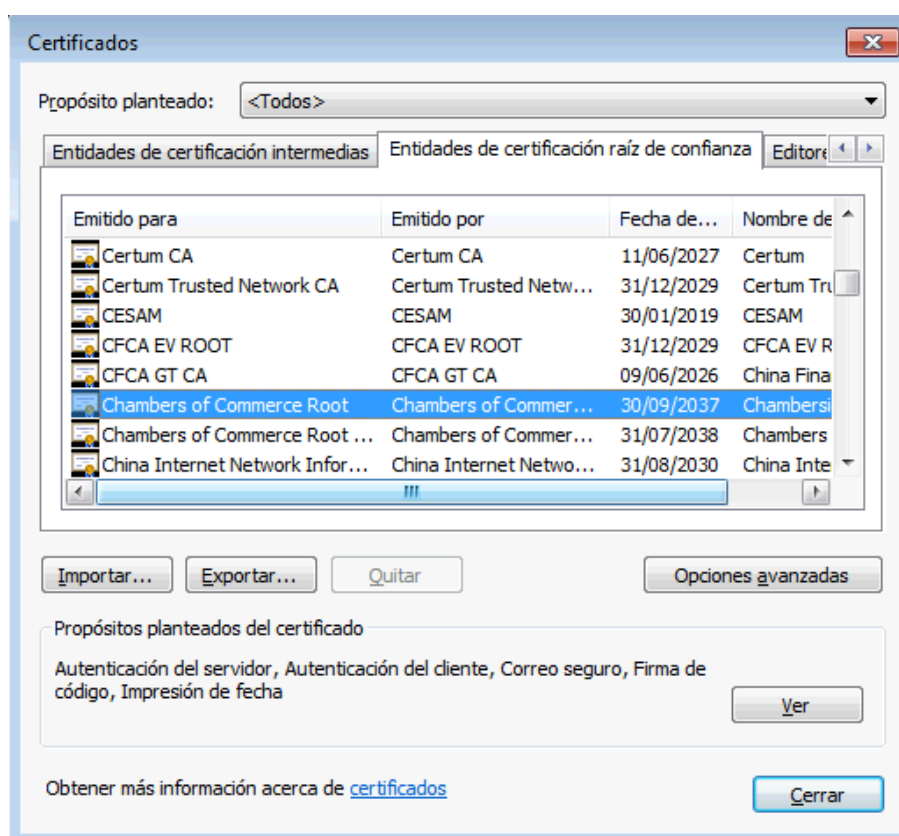 Certificados
Propósito planteado: <Todos>
Entidades de certificación intermedias Entidades de certificación raíz de confianza Editore
Emitido para Emitido por Fecha de... Nombre de
Certum CA Certum CA 11/06/2027 Certum
Certum Trusted Network CA Certum Trusted Netw... 31/12/2029 Certum Tru
CESAM CESAM 30/01/2019 CESAM
CFCA EV ROOT CFCA EV ROOT 31/12/2029 CFCA EV R
CFCA GT CA CFCA GT CA 09/06/2026 China Fina
Chambers of Commerce Root Chambers of Commer... 30/09/2037 Chambersi
Chambers of Commerce Root ... Chambers of Commer... 31/07/2038 Chambers
China Internet Network Infor... China Internet Netwo... 31/08/2030 China Inte
Importar... Exportar... Quitar Opciones avanzadas
Propósitos planteados del certificado
Autenticación del servidor, Autenticación del cliente, Correo seguro, Firma de
código, Impresión de fecha
Ver
Obtener más información acerca de certificados
Cerrar